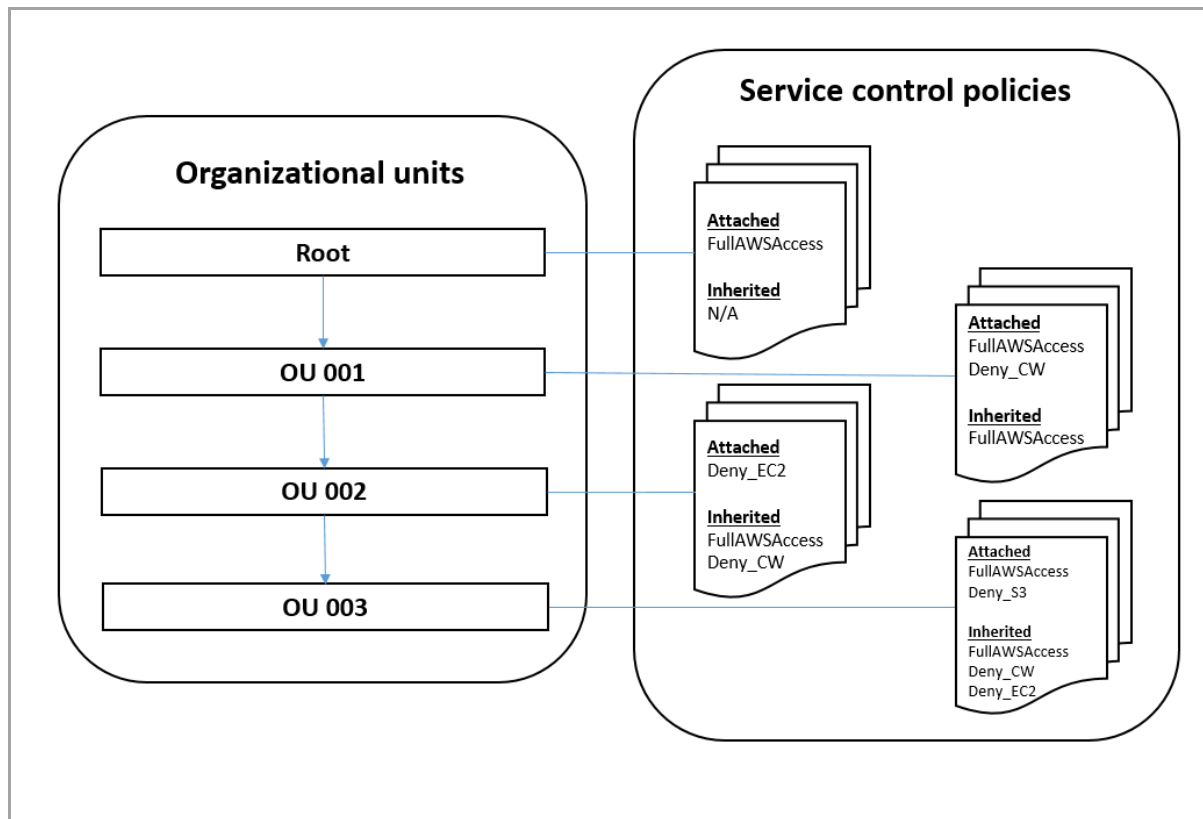 Organizational units
Root
OU 001
OU 002
OU 003
Service control policies
Attached
FullAWSAccess
Inherited
N/A
Attached
FullAWSAccess
Deny_CW
Inherited
FullAWSAccess
Attached
Deny_EC2
Inherited
FullAWSAccess
Deny_CW
Attached
FullAWSAccess
Deny_S3
Inherited
FullAWSAccess
Deny_CW
Deny_EC2